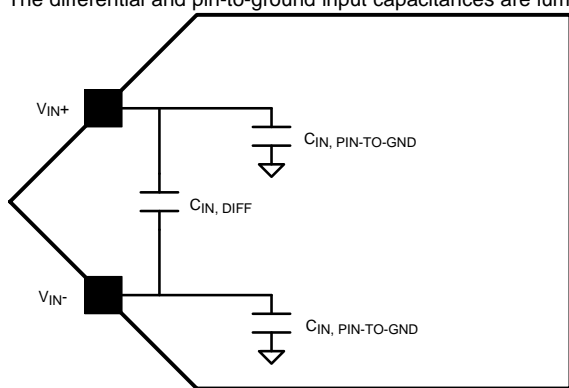 The differential and pin-to-ground input capacitances are
VIN+
CIN, PIN-TO-GND
CIN, DIFF
VIN-
CIN, PIN-TO-GND